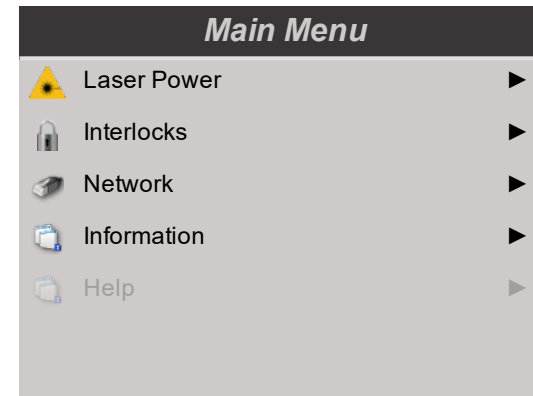 Main Menu
Laser Power
Interlocks
Network
Information
Help